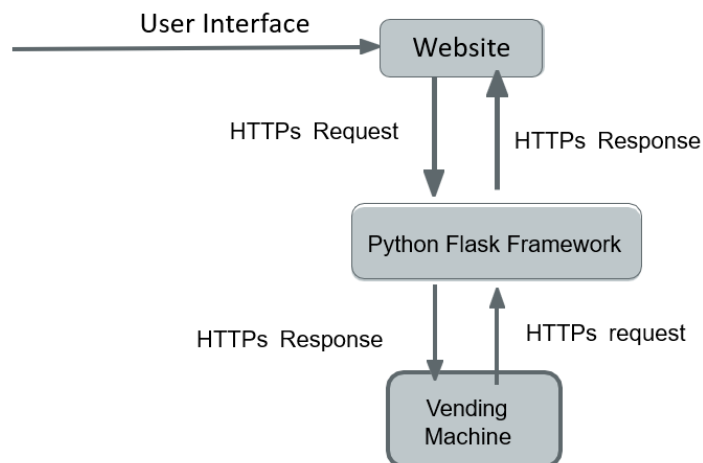 User Interface
Website
HTTPs Request
HTTPs Response
Python Flask Framework
HTTPs Response
HTTPs request
Vending
Machine